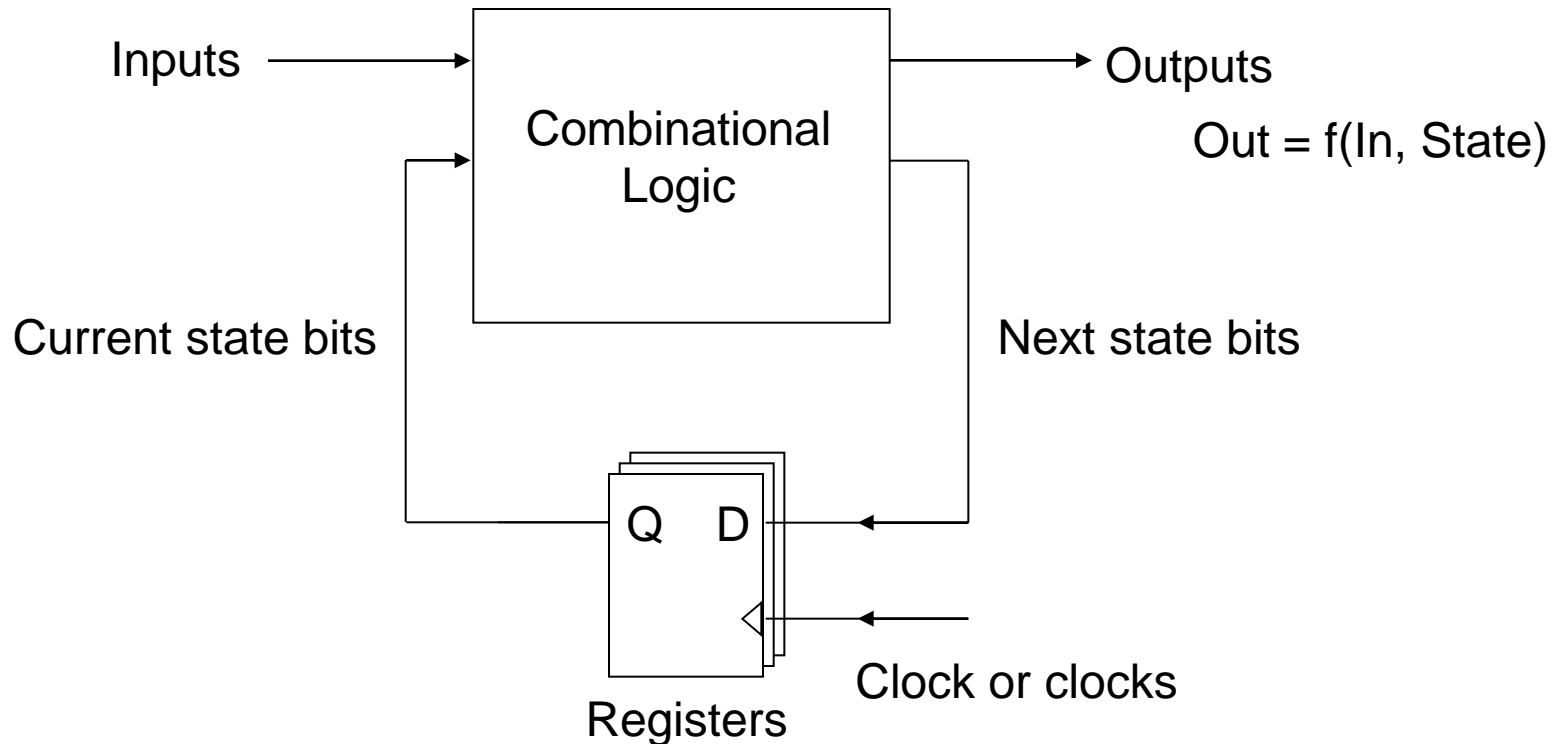 Inputs
Outputs
Combinational
Logic
Out = f(In, State)
Current state bits
Next state bits
Q D
Clock or clocks
Registers